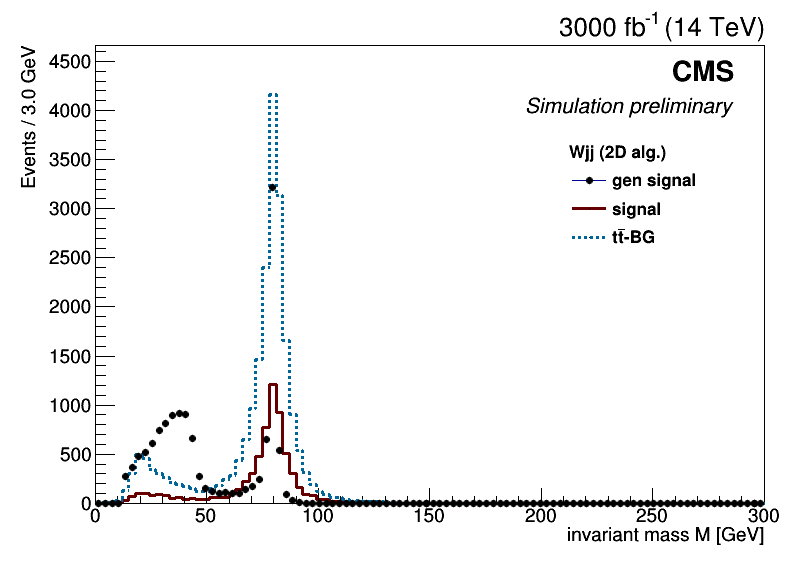 3000 fb⁻¹ (14 TeV)
Events / 3.0 GeV
4500
4000
3500
3000
2500
2000
1500
1000
500
0
CMS
Simulation preliminary
Wjj (2D alg.)
gen signal
signal
tt̄-BG
0 50 100 150 200 250 300
invariant mass M [GeV]